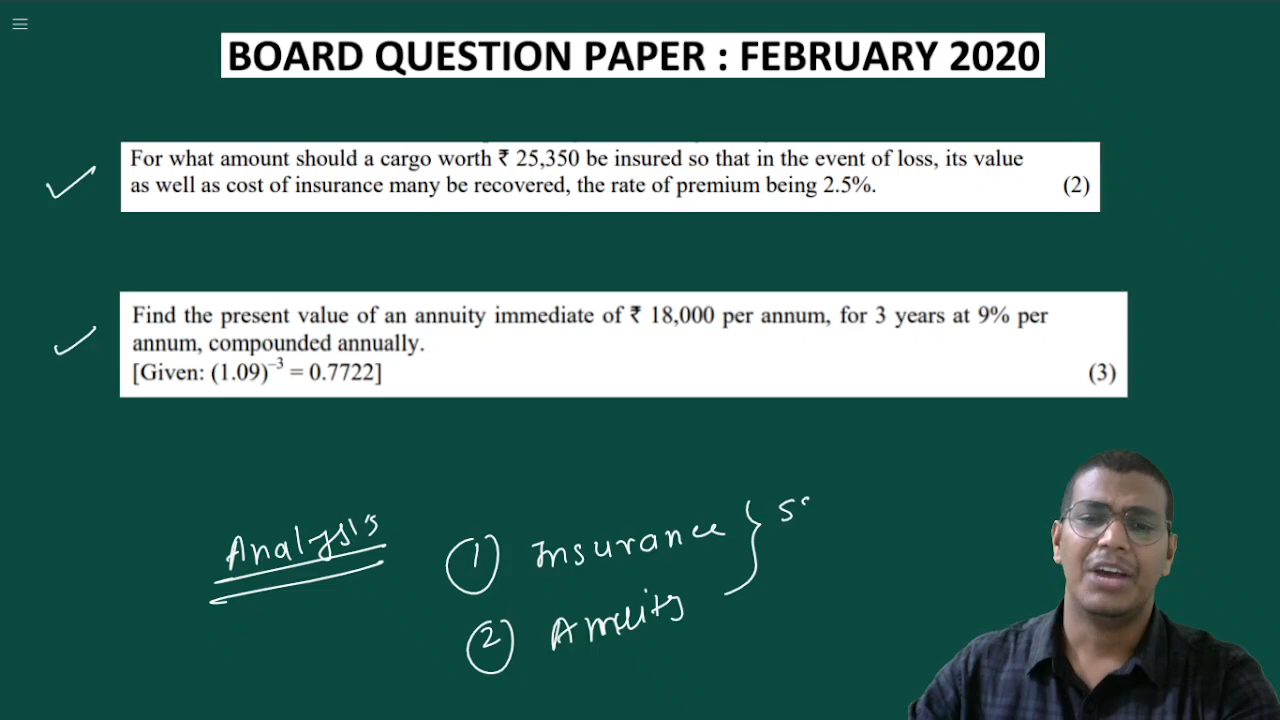 BOARD QUESTION PAPER : FEBRUARY 2020
For what amount should a cargo worth ₹ 25,350 be insured so that in the event of loss, its value
as well as cost of insurance many be recovered, the rate of premium being 2.5%. (2)
Find the present value of an annuity immediate of ₹ 18,000 per annum, for 3 years at 9% per
annum, compounded annually.
[Given: (1.09)⁻³ = 0.7722] (3)
Analysis
1 Insurance
2